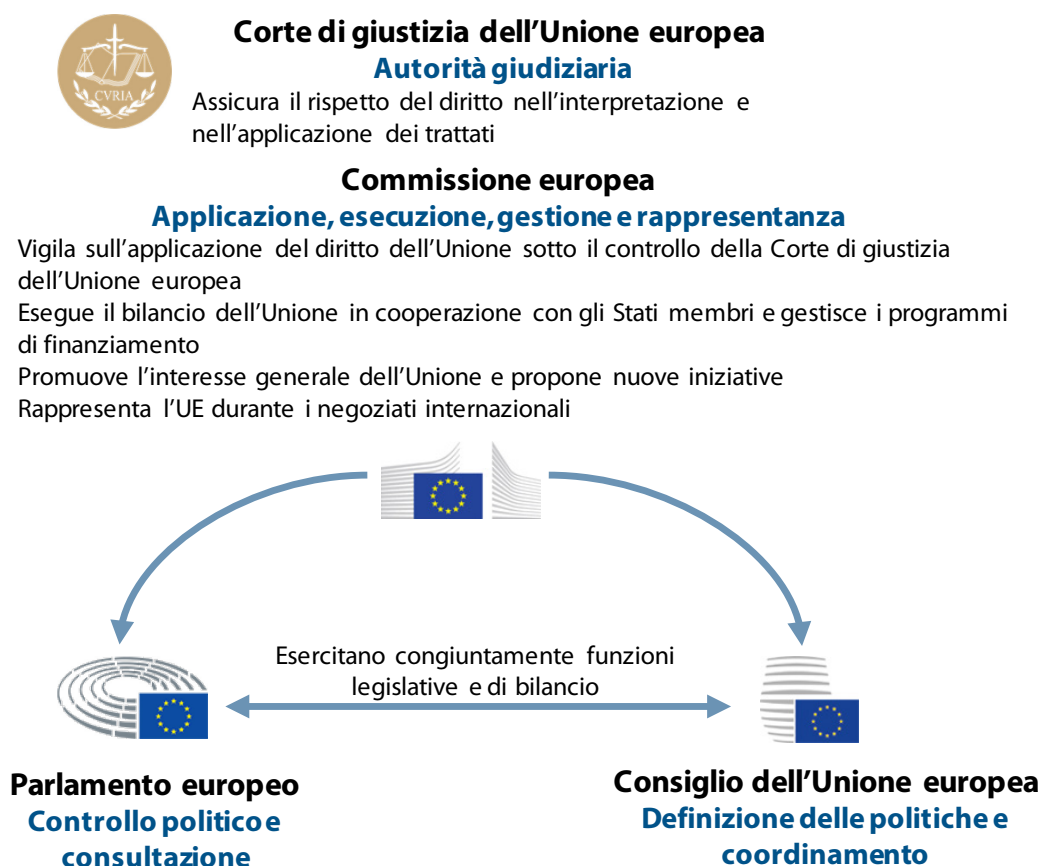 CVRIA
Corte di giustizia dell’Unione europea
Autorità giudiziaria
Assicura il rispetto del diritto nell’interpretazione e
nell’applicazione dei trattati
Commissione europea
Applicazione, esecuzione, gestione e rappresentanza
Vigila sull’applicazione del diritto dell’Unione sotto il controllo della Corte di giustizia
dell’Unione europea
Esegue il bilancio dell’Unione in cooperazione con gli Stati membri e gestisce i programmi
di finanziamento
Promuove l’interesse generale dell’Unione e propone nuove iniziative
Rappresenta l’UE durante i negoziati internazionali
Esercitano congiuntamente funzioni
legislative e di bilancio
Parlamento europeo
Controllo politico e
consultazione
Consiglio dell’Unione europea
Definizione delle politiche e
coordinamento